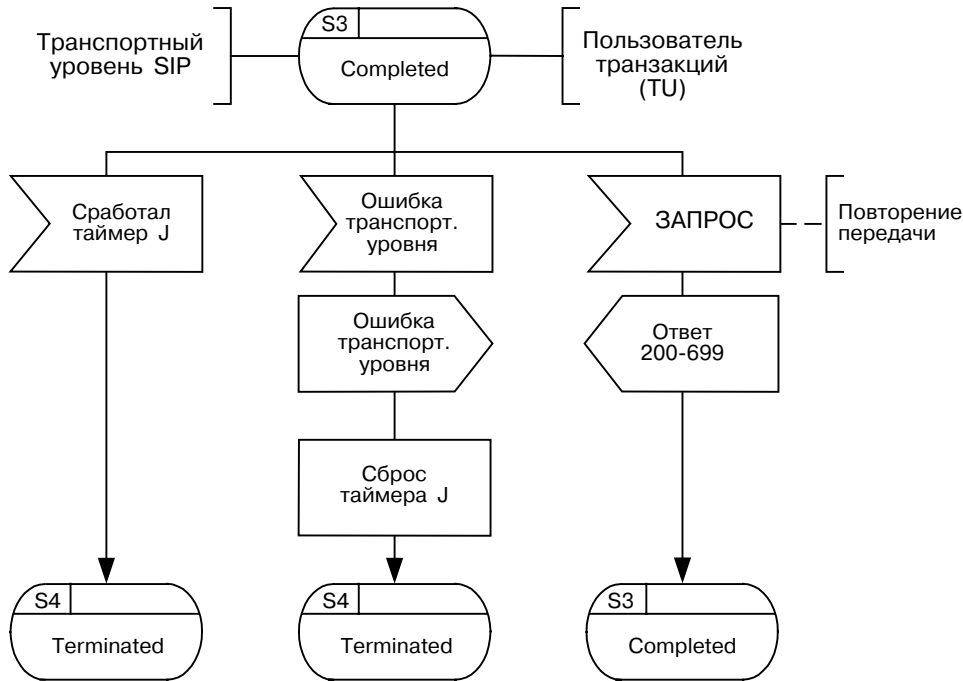 Транспортный
уровень SIP
S3
Completed
Пользователь
транзакций
(TU)
Сработал
таймер J
Ошибка
транспорт.
уровня
ЗАПРОС
Повторение
передачи
Ошибка
транспорт.
уровня
Ответ
200-699
Сброс
таймера J
S4
Terminated
S4
Terminated
S3
Completed